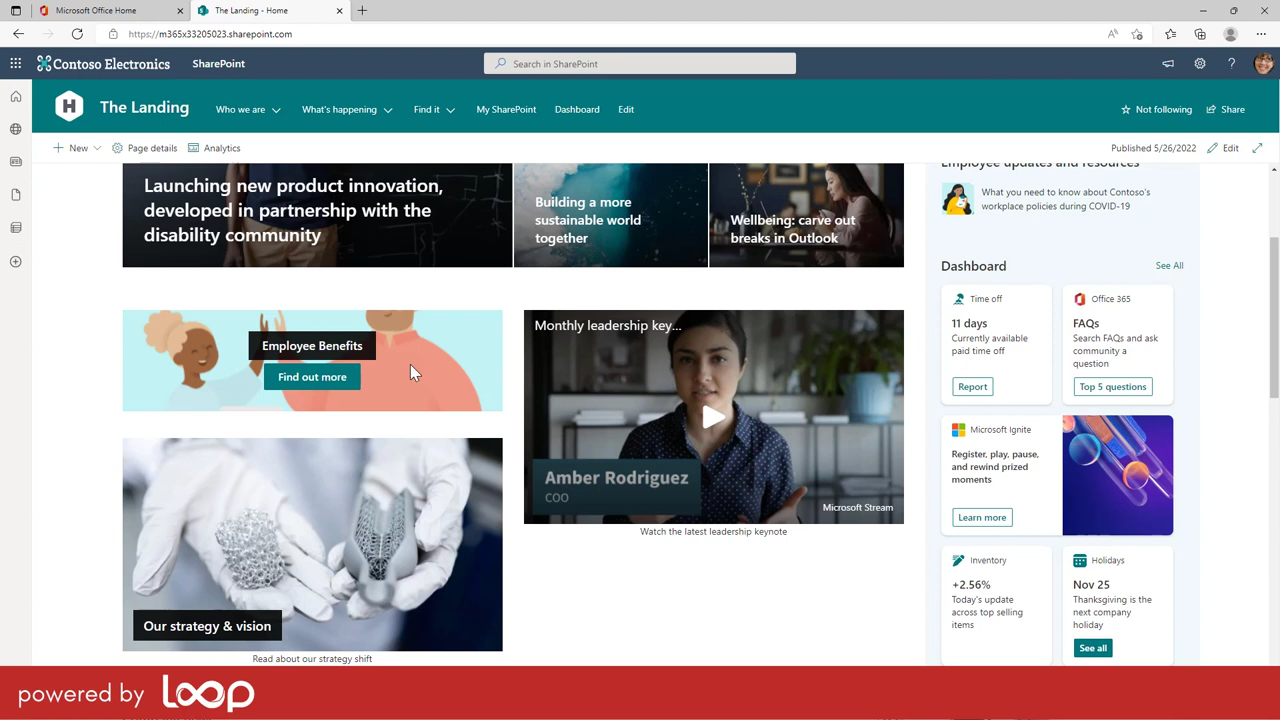 Microsoft Office Home
The Landing - Home
https://m365x33205023.sharepoint.com
Contoso Electronics
SharePoint
Search in SharePoint
H
The Landing
Who we are
What's happening
Find it
My SharePoint
Dashboard
Edit
Not following
Share
New
Page details
Analytics
Published 5/26/2022
Edit
Launching new product innovation,
developed in partnership with the
disability community
Building a more
sustainable world
together
Wellbeing: carve out
breaks in Outlook
Employee Benefits
Find out more
Our strategy & vision
Read about our strategy shift
Monthly leadership key...
Amber Rodriguez
COO
Microsoft Stream
Watch the latest leadership keynote
Employee updates and resources
What you need to know about Contoso's
workplace policies during COVID-19
Dashboard
See All
Time off
11 days
Currently available
paid time off
Report
Office 365
FAQs
Search FAQs and ask
community a
question
Top 5 questions
Microsoft Ignite
Register, play, pause,
and rewind prized
moments
Learn more
Inventory
+2.56%
Today's update
across top selling
items
Holidays
Nov 25
Thanksgiving is the
next company
holiday
See all
powered by loop